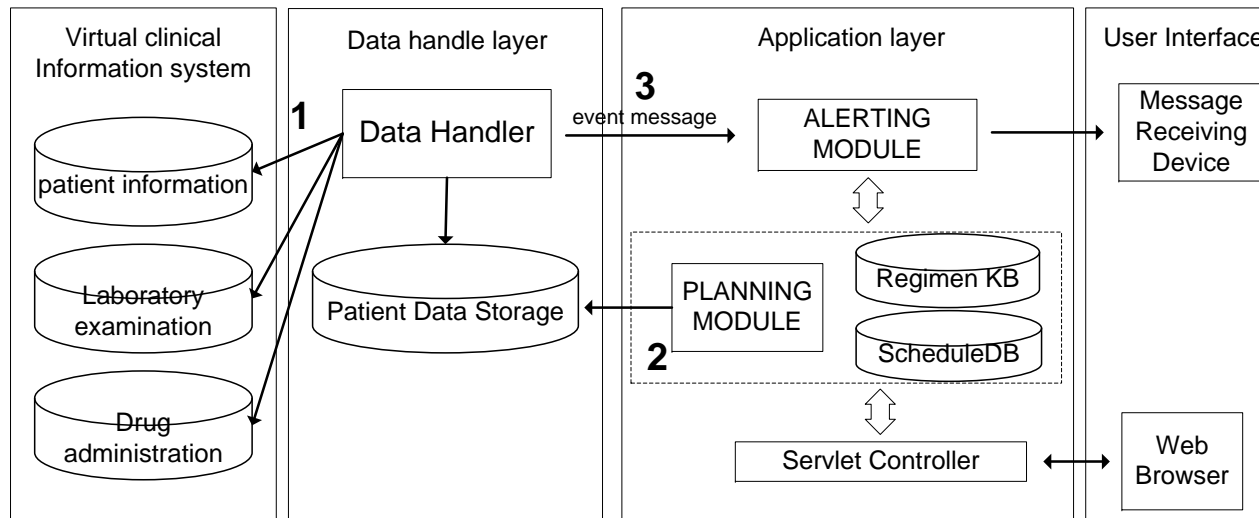 Virtual clinical
Information system
patient information
Laboratory
examination
Drug
administration
1
Data handle layer
Data Handler
Patient Data Storage
3
event message
Application layer
ALERTING
MODULE
PLANNING
MODULE
2
Regimen KB
ScheduleDB
Servlet Controller
User Interface
Message
Receiving
Device
Web
Browser